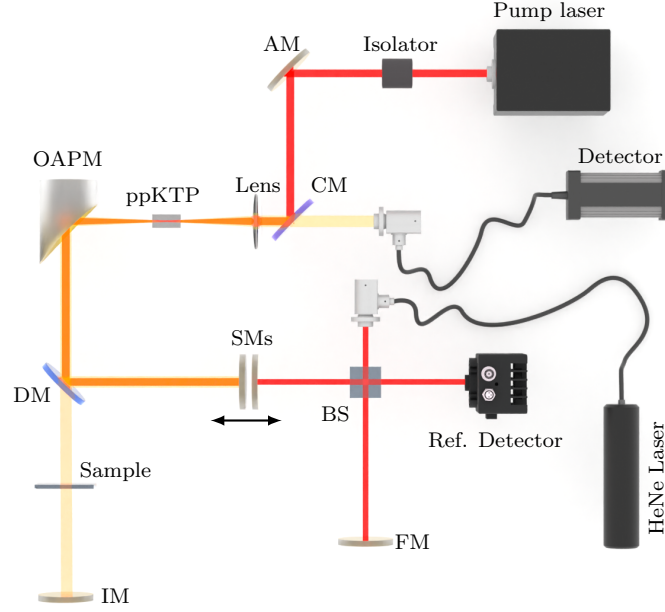 Pump laser
AM
Isolator
OAPM
ppKTP
Lens
CM
Detector
SMs
DM
BS
Ref. Detector
HeNe Laser
Sample
FM
IM